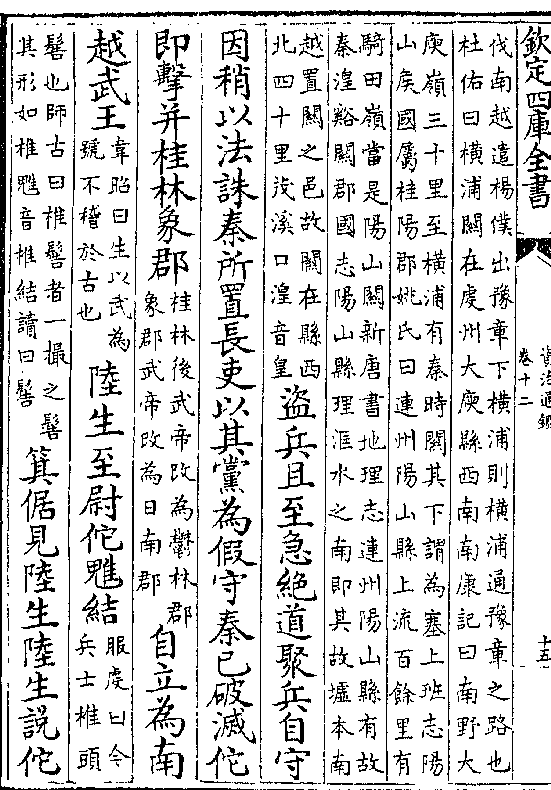 欽定四庫全書
資治通鑑
卷十二
十五
伐南越遣楊僕出豫章下横浦則横浦通豫章之路也
杜佑曰横浦關在虔州大庾縣西南南康記曰南野大
庾嶺三十里至横浦有秦時關其下謂為塞上班志陽
山侯國屬桂陽郡姚氏曰連州陽山縣上流百餘里有
騎田嶺當是陽山關新唐書地理志連州陽山縣有故
秦湟谿關郡國志陽山縣理洭水之南即其故墟本南
越置關之邑故關在縣西
北四十里茂溪口湟音皇
盜兵且至急絶道聚兵自守
因稍以法誅秦所置長吏以其黨為假守秦已破滅佗
即擊并桂林象郡
桂林後武帝改為鬱林郡
象郡武帝改為日南郡
自立為南
越武王
韋昭曰生以武為
號不稽於古也
陸生至尉佗魋結
服虔曰今
兵士椎頭
髻也師古曰椎髻者一撮之髻
其形如椎魋音椎結讀曰髻
箕倨見陸生陸生説佗